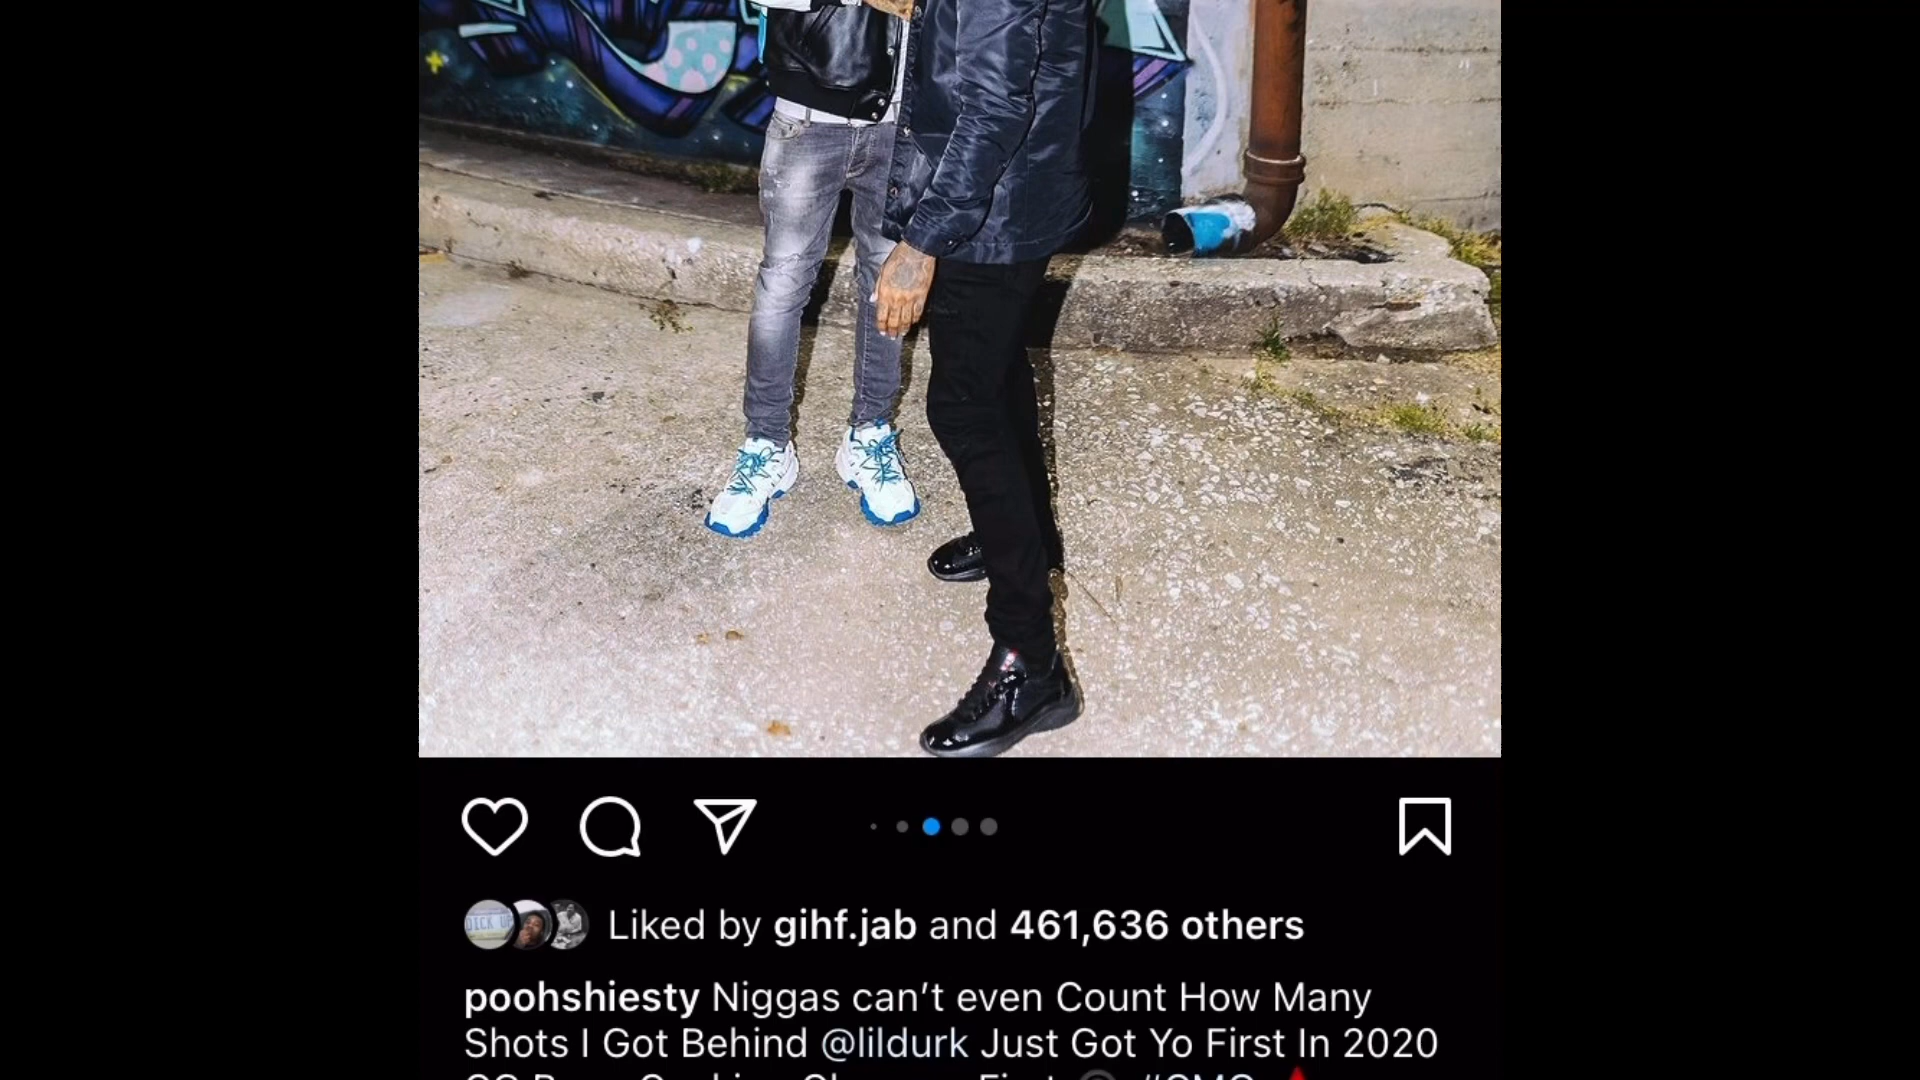 Liked by gihf.jab and 461,636 others
poohshiesty Niggas can’t even Count How Many
Shots I Got Behind @lildurk Just Got Yo First In 2020